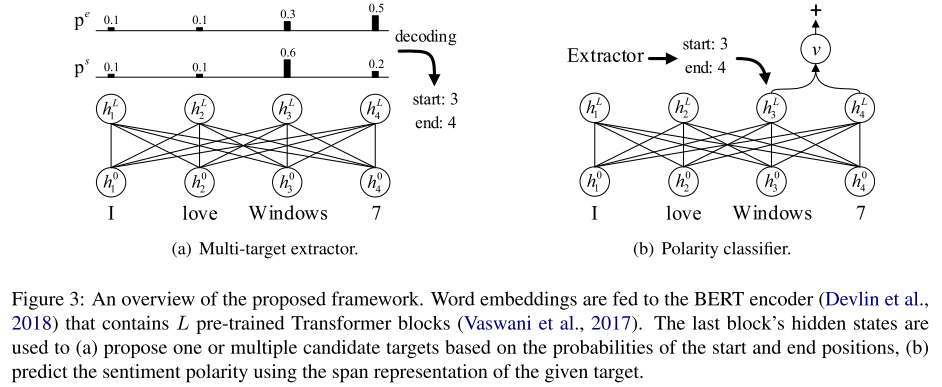 p^e 0.1 0.1 0.3 0.5
decoding
p^s 0.1 0.1 0.6 0.2
start: 3
end: 4
h_1^L h_2^L h_3^L h_4^L
h_1^0 h_2^0 h_3^0 h_4^0
I love Windows 7
(a) Multi-target extractor.
+
v
Extractor
start: 3
end: 4
h_1^L h_2^L h_3^L h_4^L
h_1^0 h_2^0 h_3^0 h_4^0
I love Windows 7
(b) Polarity classifier.
Figure 3: An overview of the proposed framework. Word embeddings are fed to the BERT encoder (Devlin et al.,
2018) that contains L pre-trained Transformer blocks (Vaswani et al., 2017). The last block's hidden states are
used to (a) propose one or multiple candidate targets based on the probabilities of the start and end positions, (b)
predict the sentiment polarity using the span representation of the given target.